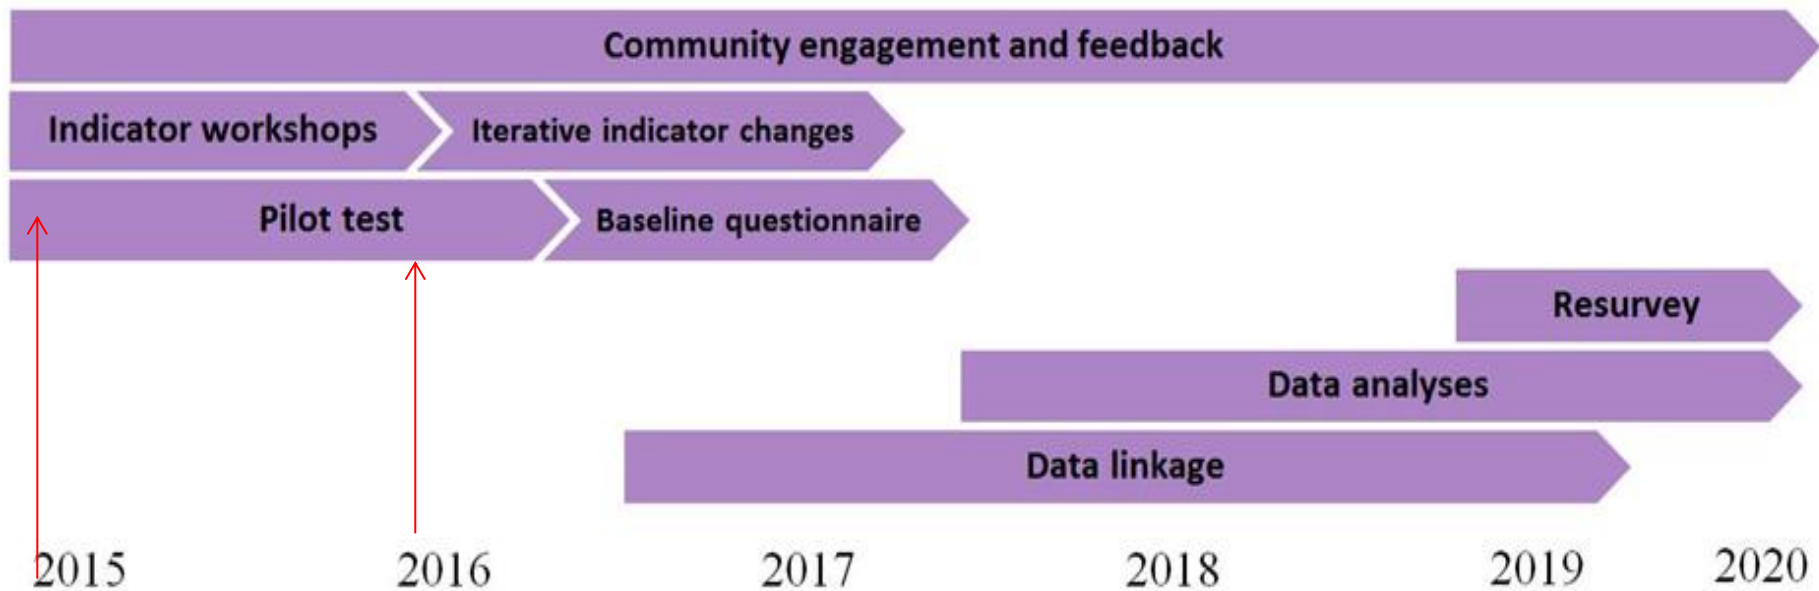 Community engagement and feedback
Indicator workshops
Iterative indicator changes
Pilot test
Baseline questionnaire
Resurvey
Data analyses
Data linkage
2015 2016 2017 2018 2019 2020